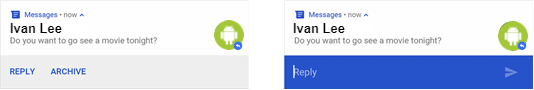 Messages • now
Ivan Lee
Do you want to go see a movie tonight?
REPLY ARCHIVE
Messages • now
Ivan Lee
Do you want to go see a movie tonight?
Reply